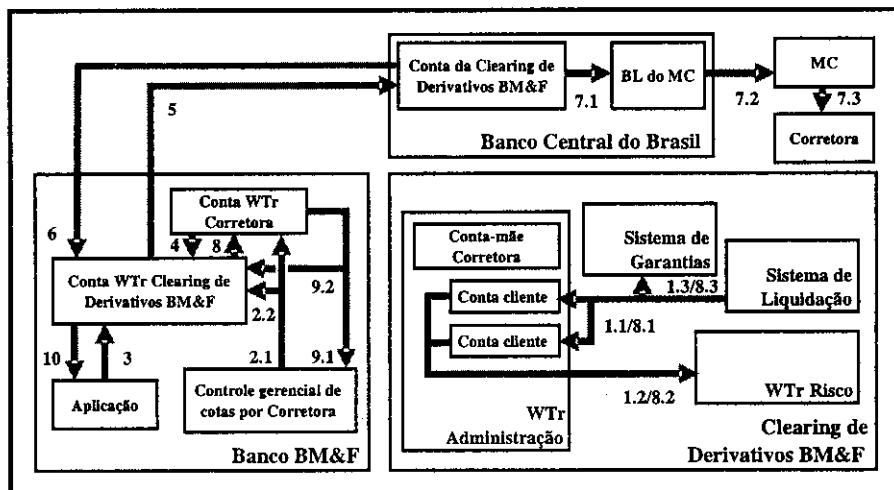 Conta da Clearing de
Derivativos BM&F
7.1
BL do MC
7.2
MC
7.3
Corretora
Banco Central do Brasil
5
6
Conta WTr
Corretora
4
8
Conta WTr Clearing de
Derivativos BM&F
9.2
2.2
10
3
2.1
9.1
Aplicação
Controle gerencial de
cotas por Corretora
Banco BM&F
Conta-mãe
Corretora
Conta cliente
Conta cliente
Sistema de
Garantias
1.3/8.3
Sistema de
Liquidação
1.1/8.1
WTr Risco
1.2/8.2
WTr
Administração
Clearing de
Derivativos BM&F